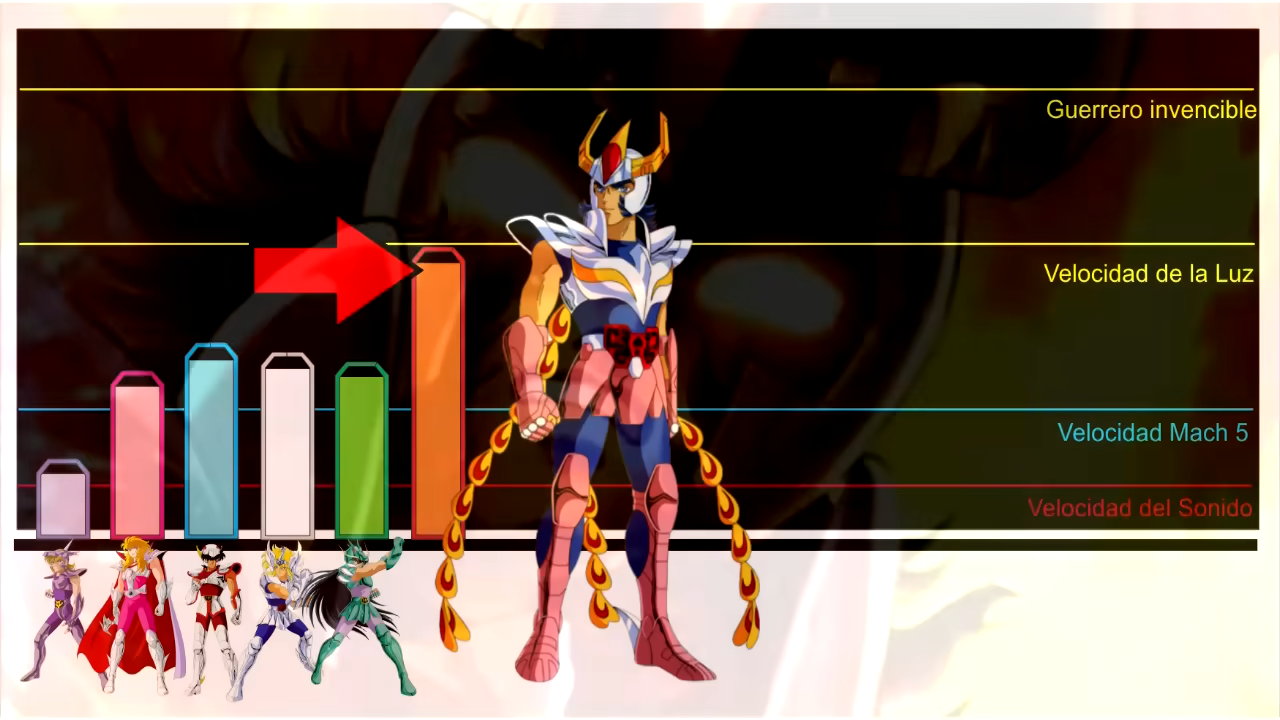 Guerrero invencible
Velocidad de la Luz
Velocidad Mach 5
Velocidad del Sonido